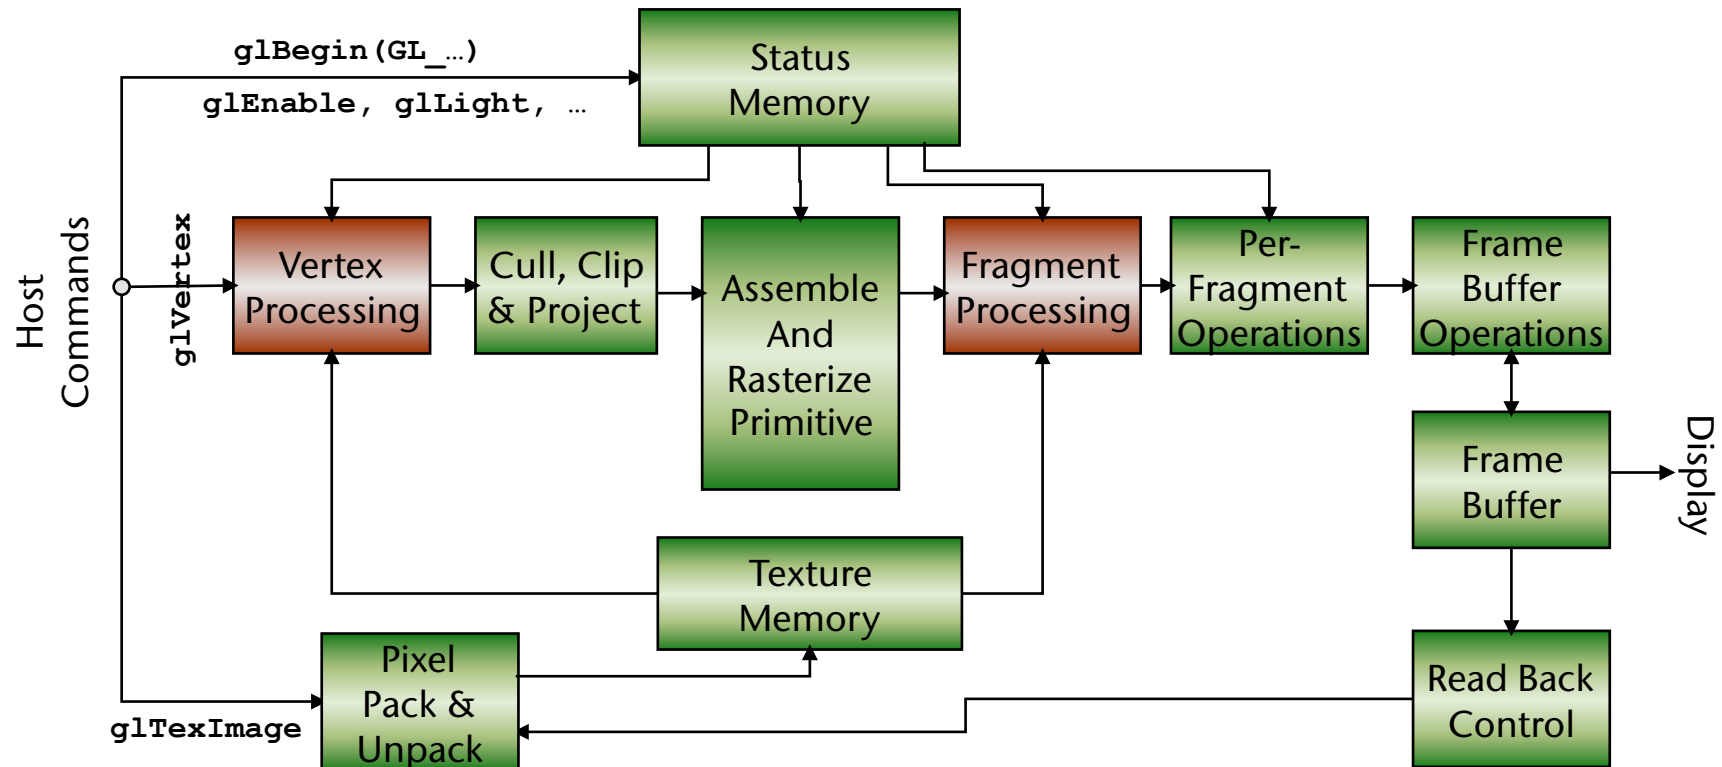 glBegin(GL_…)
glEnable, glLight, …
Status
Memory
Host
Commands
glVertex
Vertex
Processing
Cull, Clip
& Project
Assemble
And
Rasterize
Primitive
Fragment
Processing
Per-
Fragment
Operations
Frame
Buffer
Operations
Frame
Buffer
Display
Texture
Memory
Pixel
Pack &
Unpack
glTexImage
Read Back
Control